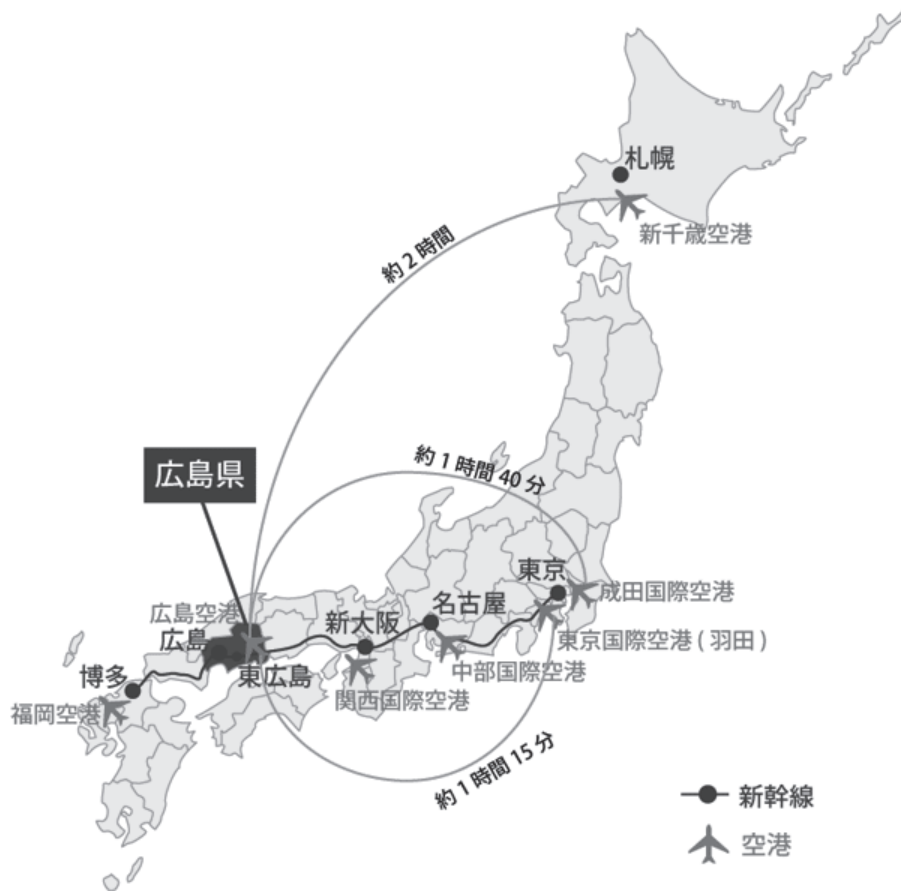 札幌
新千歳空港
約2時間
約1時間40分
広島県
東京
成田国際空港
広島空港
名古屋
新大阪
広島
東京国際空港(羽田)
東広島
中部国際空港
博多
関西国際空港
福岡空港
約1時間15分
新幹線
空港